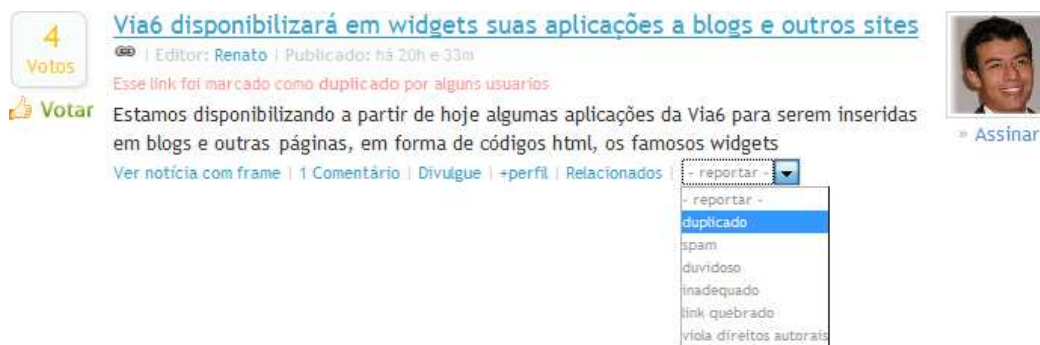 4
Votos
Votar
Via6 disponibilizará em widgets suas aplicações a blogs e outros sites
| Editor: Renato | Publicado: há 20h e 33m
Esse link foi marcado como duplicado por alguns usuarios
Estamos disponibilizando a partir de hoje algumas aplicações da Via6 para serem inseridas
em blogs e outras páginas, em forma de códigos html, os famosos widgets
Ver notícia com frame | 1 Comentário | Divulgue | +perfil | Relacionados | - reportar -
- reportar -
duplicado
spam
duvidoso
inadequado
link quebrado
viola direitos autorais
» Assinar